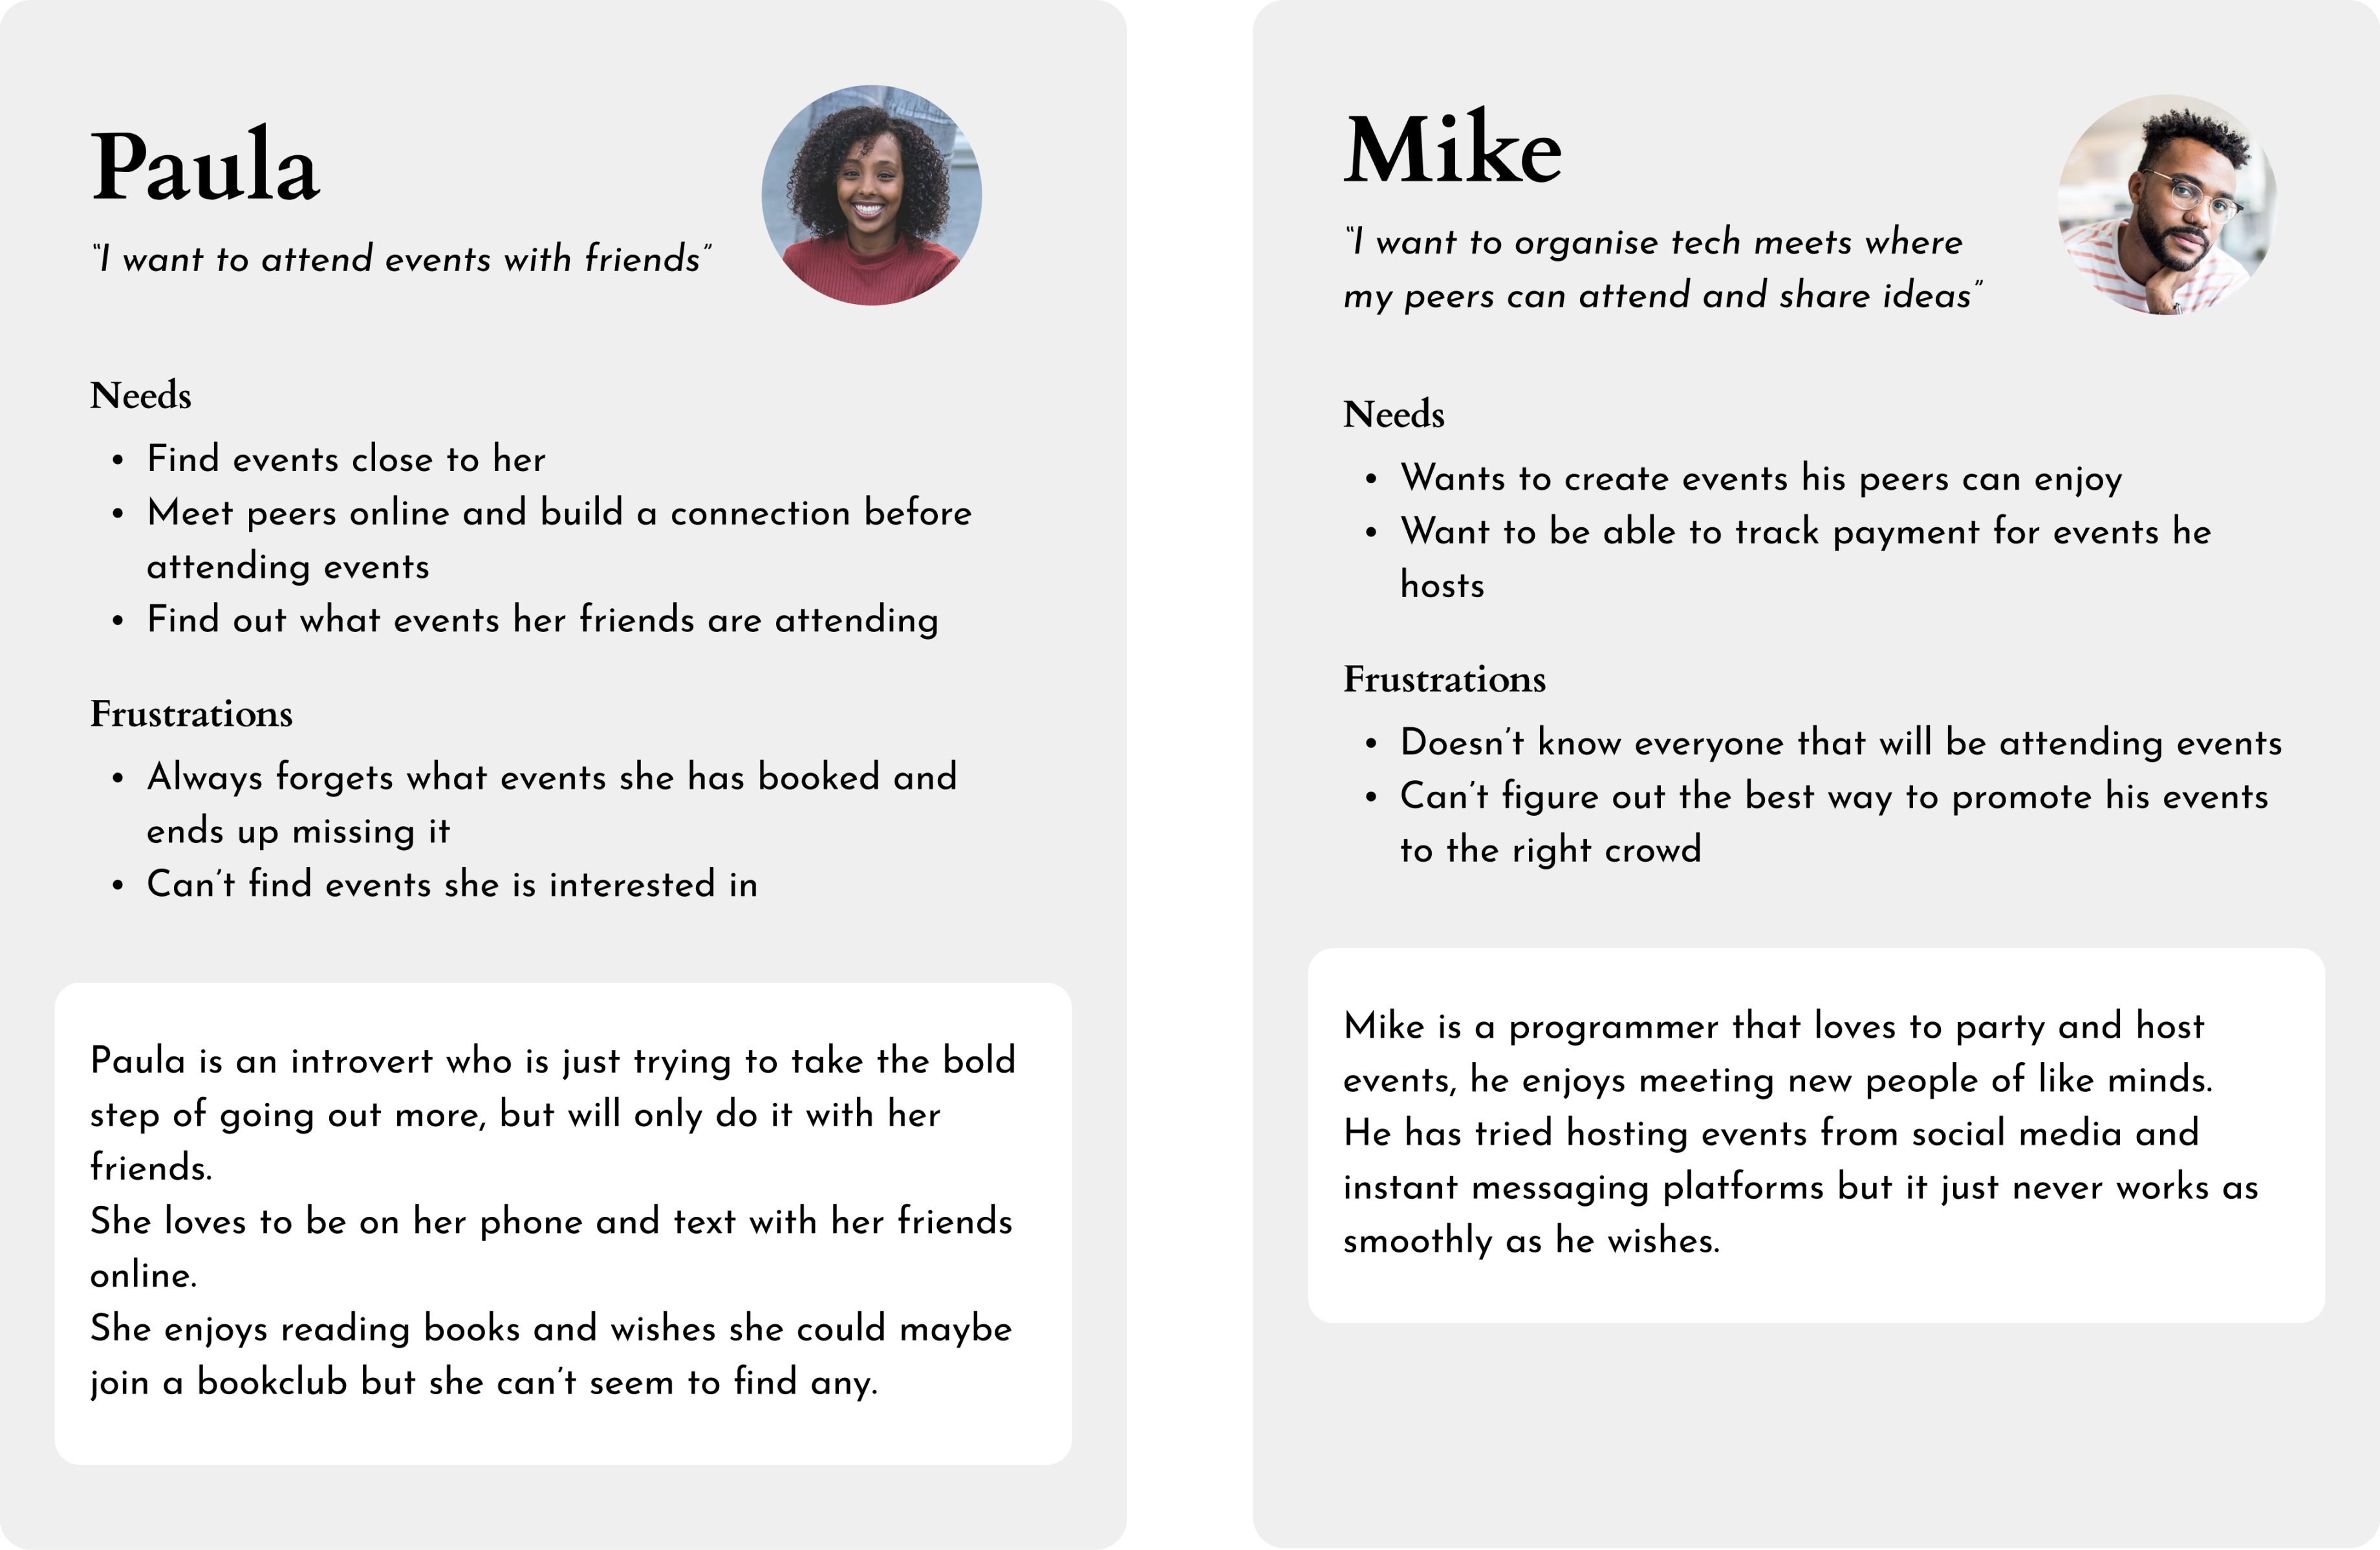 Paula
“I want to attend events with friends”
Needs
• Find events close to her
• Meet peers online and build a connection before
attending events
• Find out what events her friends are attending
Frustrations
• Always forgets what events she has booked and
ends up missing it
• Can’t find events she is interested in
Paula is an introvert who is just trying to take the bold
step of going out more, but will only do it with her
friends.
She loves to be on her phone and text with her friends
online.
She enjoys reading books and wishes she could maybe
join a bookclub but she can’t seem to find any.
Mike
“I want to organise tech meets where
my peers can attend and share ideas”
Needs
• Wants to create events his peers can enjoy
• Want to be able to track payment for events he
hosts
Frustrations
• Doesn’t know everyone that will be attending events
• Can’t figure out the best way to promote his events
to the right crowd
Mike is a programmer that loves to party and host
events, he enjoys meeting new people of like minds.
He has tried hosting events from social media and
instant messaging platforms but it just never works as
smoothly as he wishes.